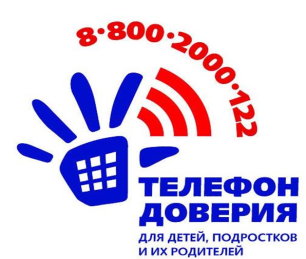 8·800·2000·122
ТЕЛЕФОН
ДОВЕРИЯ
ДЛЯ ДЕТЕЙ, ПОДРОСТКОВ
И ИХ РОДИТЕЛЕЙ